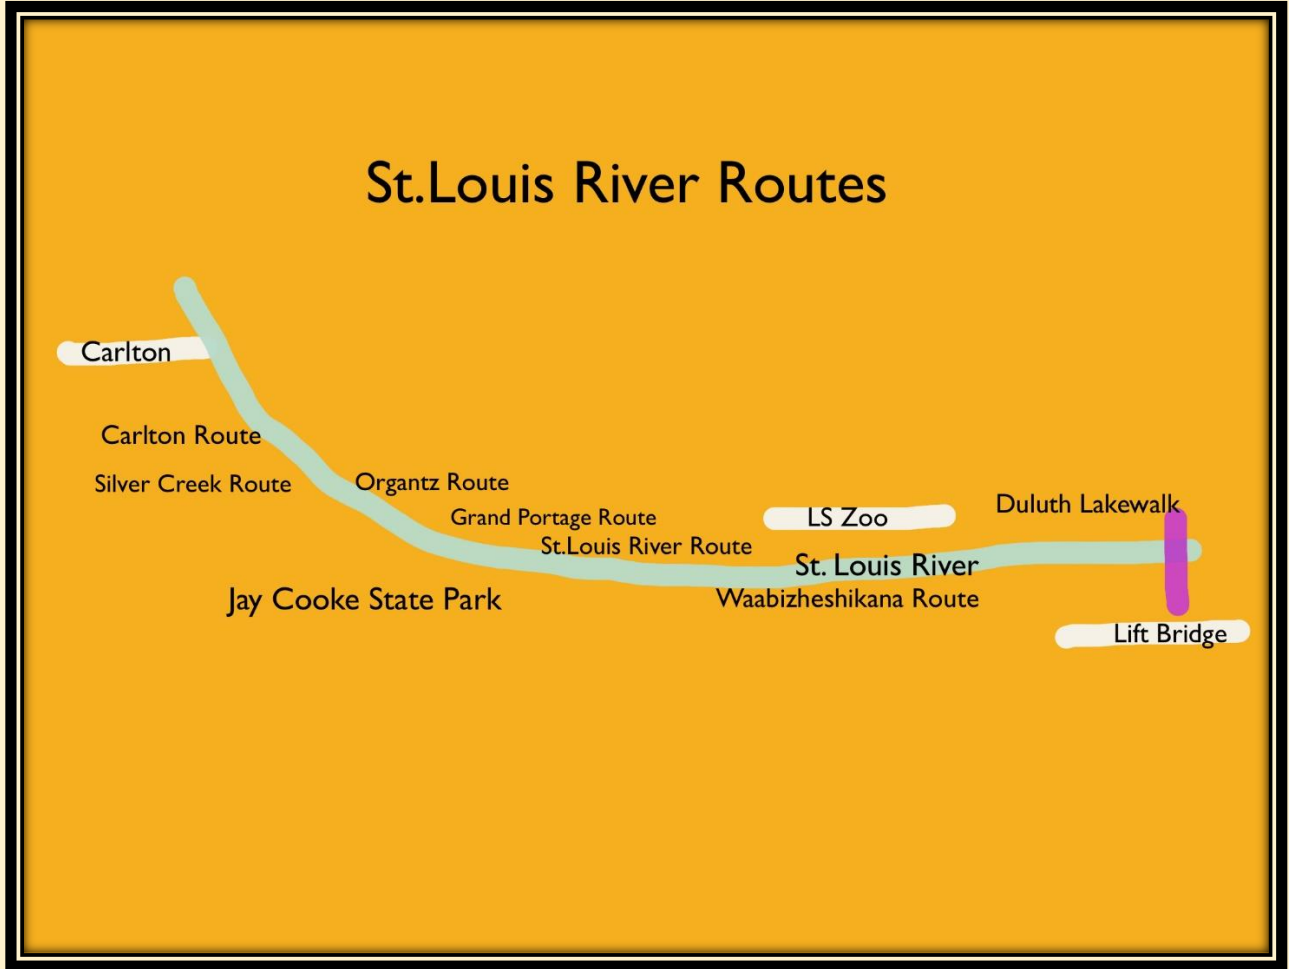 St.Louis River Routes
Carlton
Carlton Route
Silver Creek Route
Organtz Route
Grand Portage Route
LS Zoo
Duluth Lakewalk
St.Louis River Route
St. Louis River
Jay Cooke State Park
Waabizheshikana Route
Lift Bridge